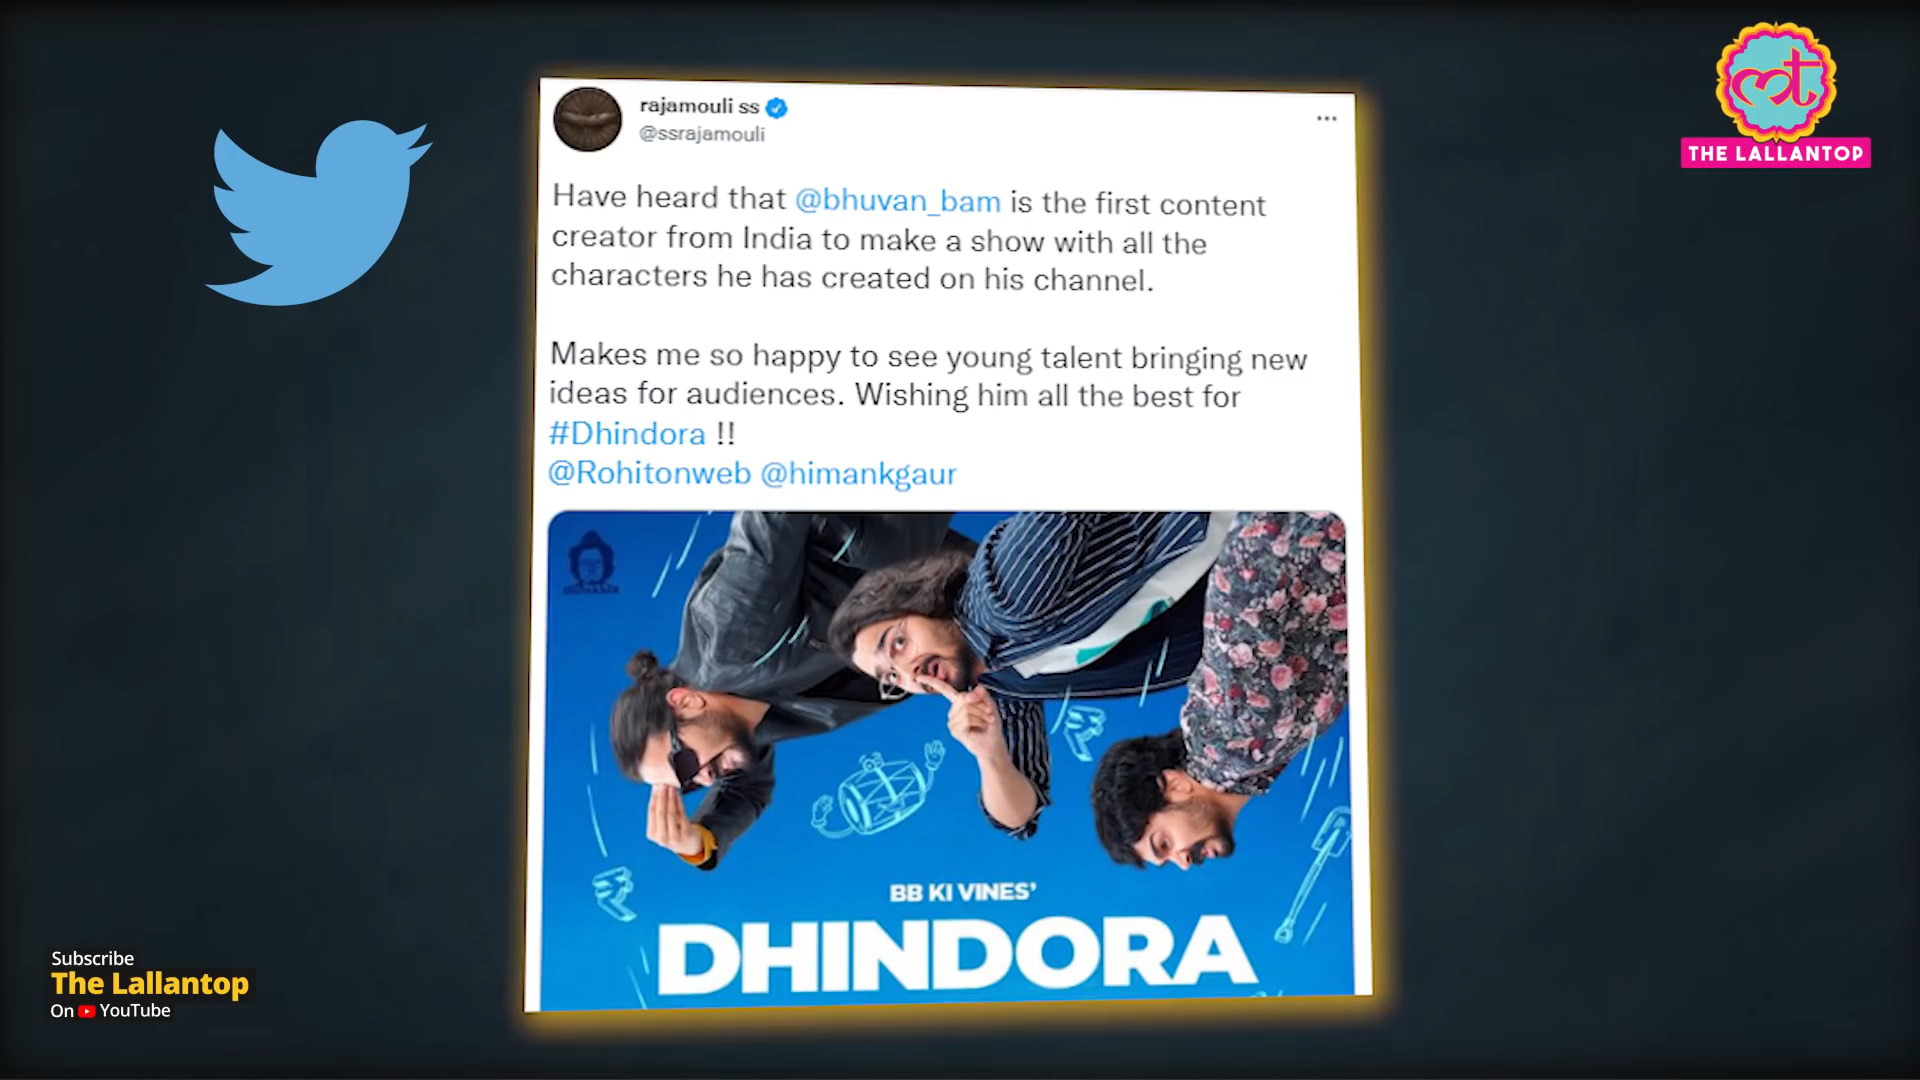 rajamouli ss
@ssrajamouli
Have heard that @bhuvan_bam is the first content
creator from India to make a show with all the
characters he has created on his channel.
Makes me so happy to see young talent bringing new
ideas for audiences. Wishing him all the best for
#Dhindora !!
@Rohitonweb @himankgaur
BB KI VINES'
DHINDORA
THE LALLANTOP
Subscribe
The Lallantop
On YouTube